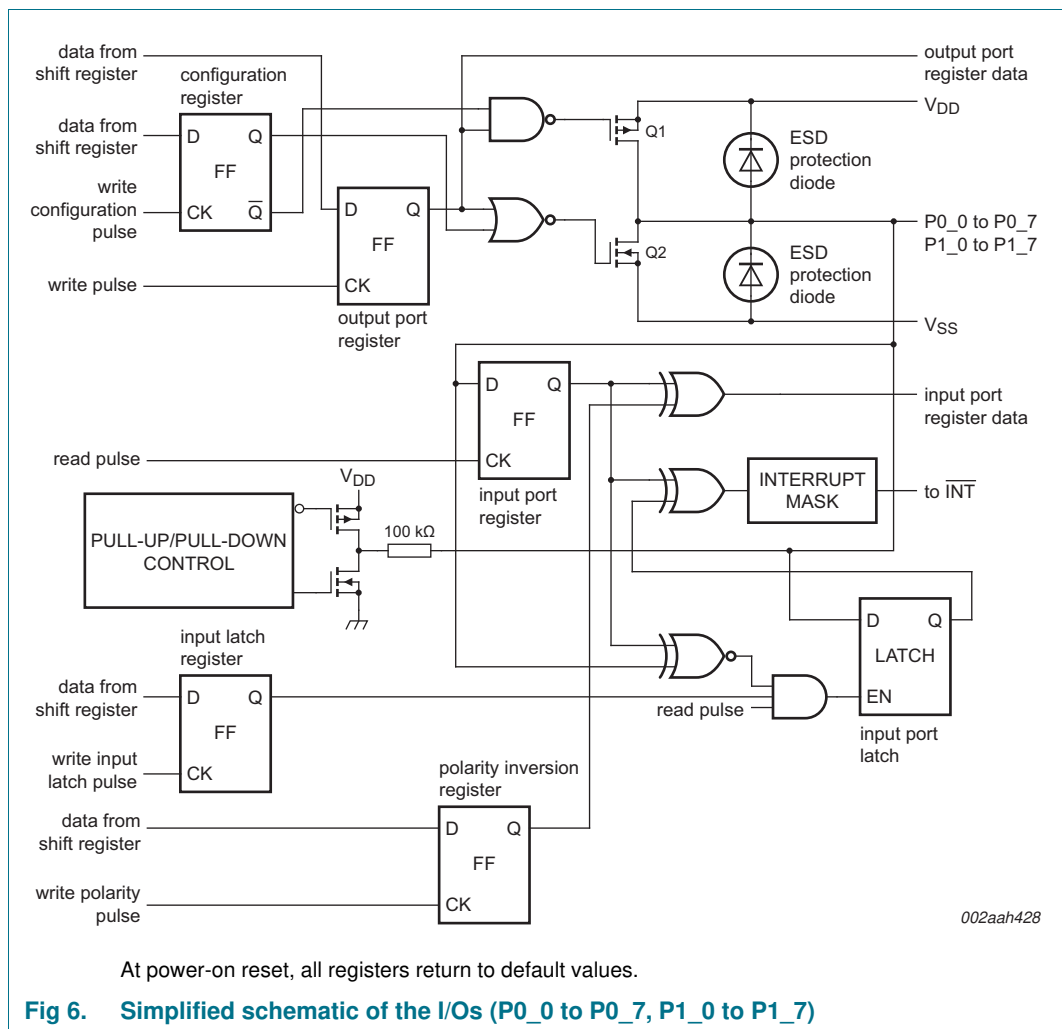 data from
shift register
configuration
register
output port
register data
data from
shift register
D
Q
FF
CK
Q̅
write
configuration
pulse
V_DD
Q1
ESD
protection
diode
D
Q
FF
CK
write pulse
output port
register
Q2
P0_0 to P0_7
P1_0 to P1_7
ESD
protection
diode
V_SS
D
Q
FF
CK
input port
register
read pulse
input port
register data
INTERRUPT
MASK
to I̅N̅T̅
V_DD
PULL-UP/PULL-DOWN
CONTROL
100 kΩ
D
Q
LATCH
EN
input port
latch
read pulse
input latch
register
data from
shift register
D
Q
FF
CK
write input
latch pulse
polarity inversion
register
data from
shift register
D
Q
FF
CK
write polarity
pulse
002aah428
At power-on reset, all registers return to default values.
Fig 6. Simplified schematic of the I/Os (P0_0 to P0_7, P1_0 to P1_7)